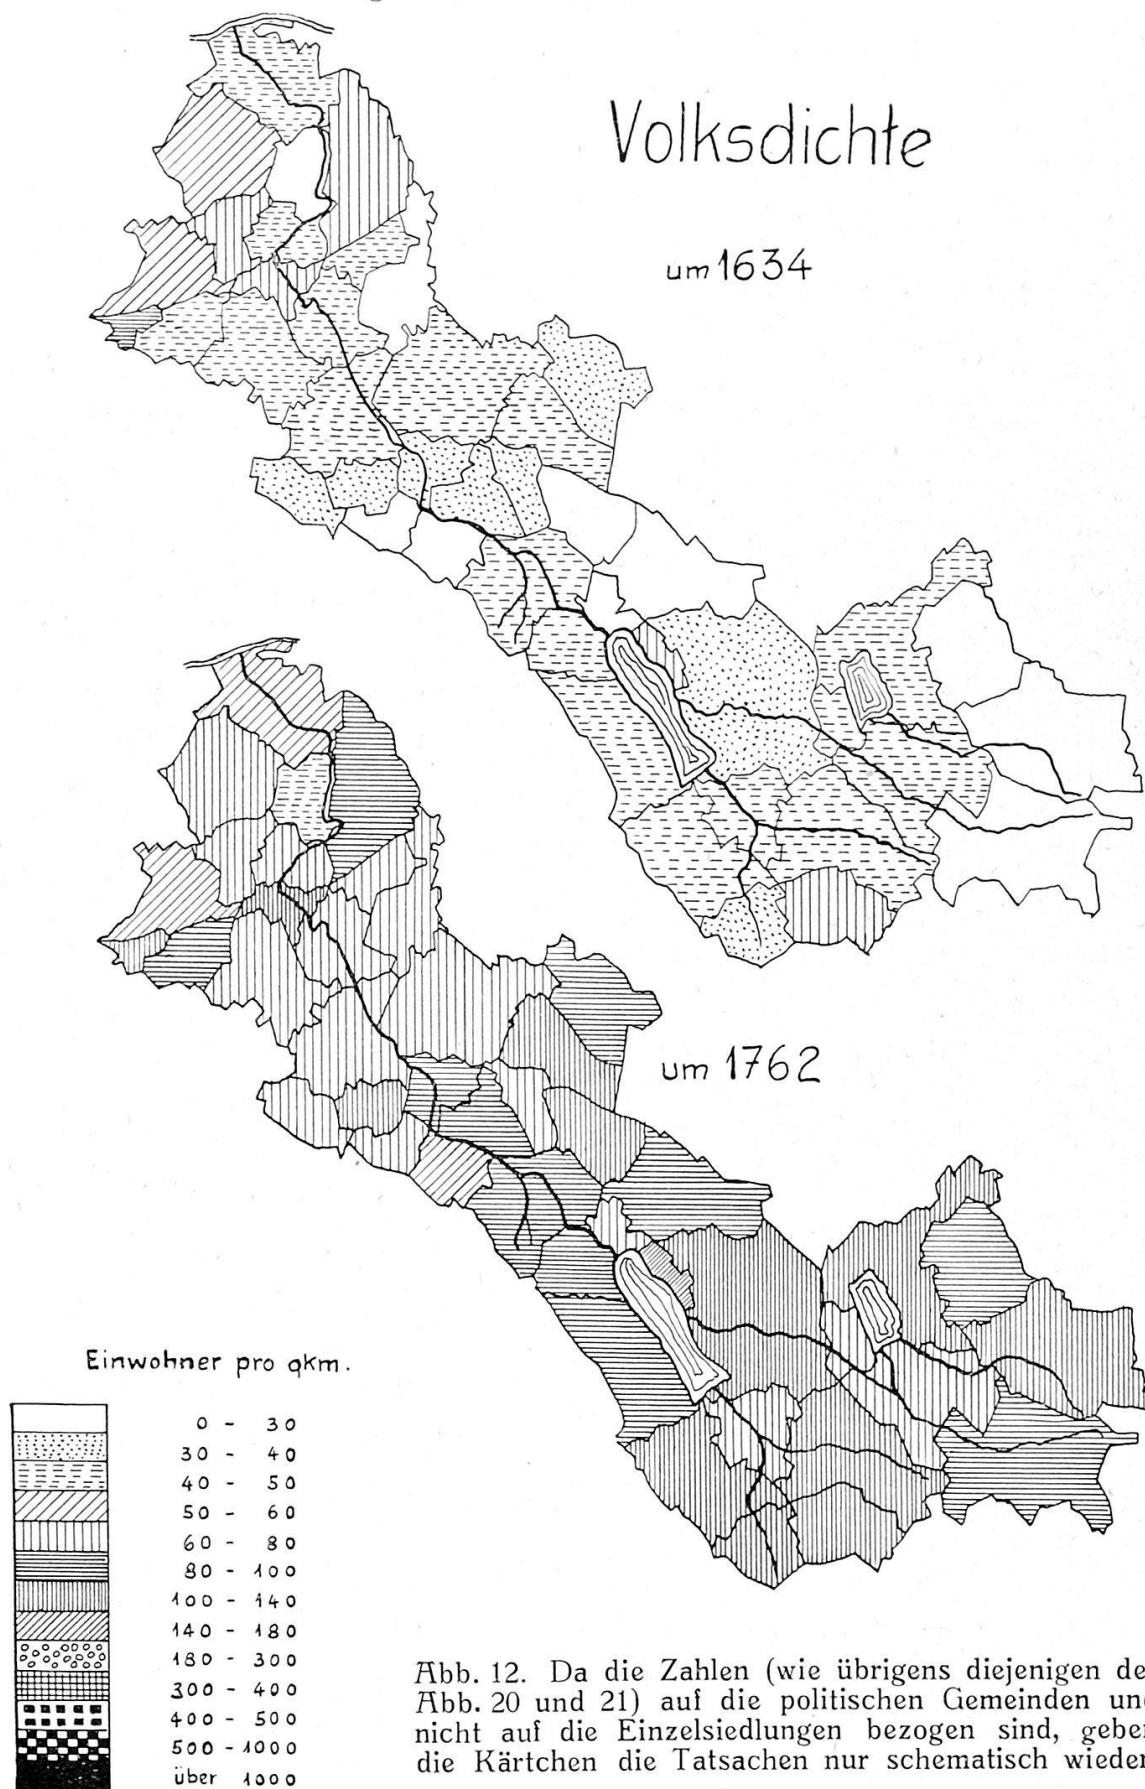 Volksdichte
um 1634
um 1762
Einwohner pro qkm.
0 - 30
30 - 40
40 - 50
50 - 60
60 - 80
80 - 100
100 - 140
140 - 180
180 - 300
300 - 400
400 - 500
500 - 1000
über 1000
Abb. 12. Da die Zahlen (wie übrigens diejenigen de
Abb. 20 und 21) auf die politischen Gemeinden un
nicht auf die Einzelsiedlungen bezogen sind, geben
die Kärtchen die Tatsachen nur schematisch wieder